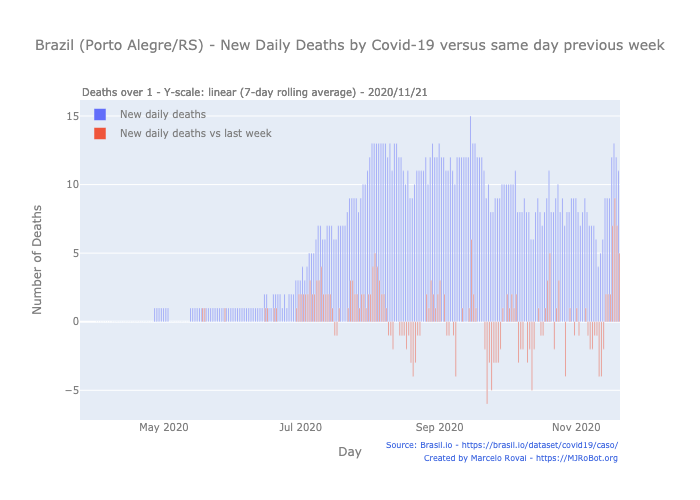 Brazil (Porto Alegre/RS) - New Daily Deaths by Covid-19 versus same day previous week
Deaths over 1 - Y-scale: linear (7-day rolling average) - 2020/11/21
New daily deaths
New daily deaths vs last week
15
10
5
0
−5
Number of Deaths
May 2020
Jul 2020
Sep 2020
Nov 2020
Day
Source: Brasil.io - https://brasil.io/dataset/covid19/caso/
Created by Marcelo Rovai - https://MJRoBot.org